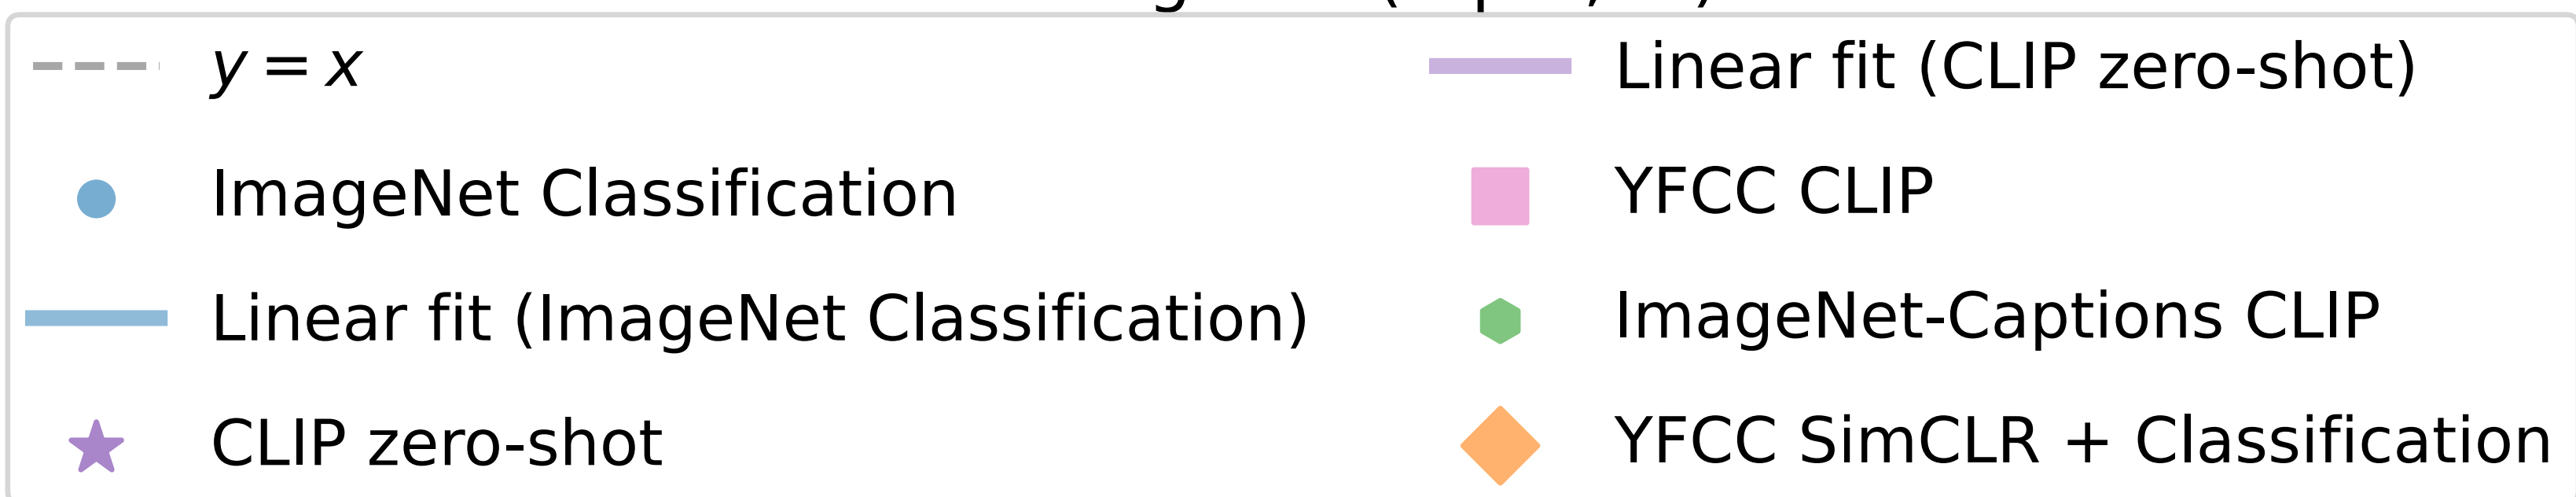 y = x
ImageNet Classification
Linear fit (ImageNet Classification)
CLIP zero-shot
Linear fit (CLIP zero-shot)
YFCC CLIP
ImageNet-Captions CLIP
YFCC SimCLR + Classification